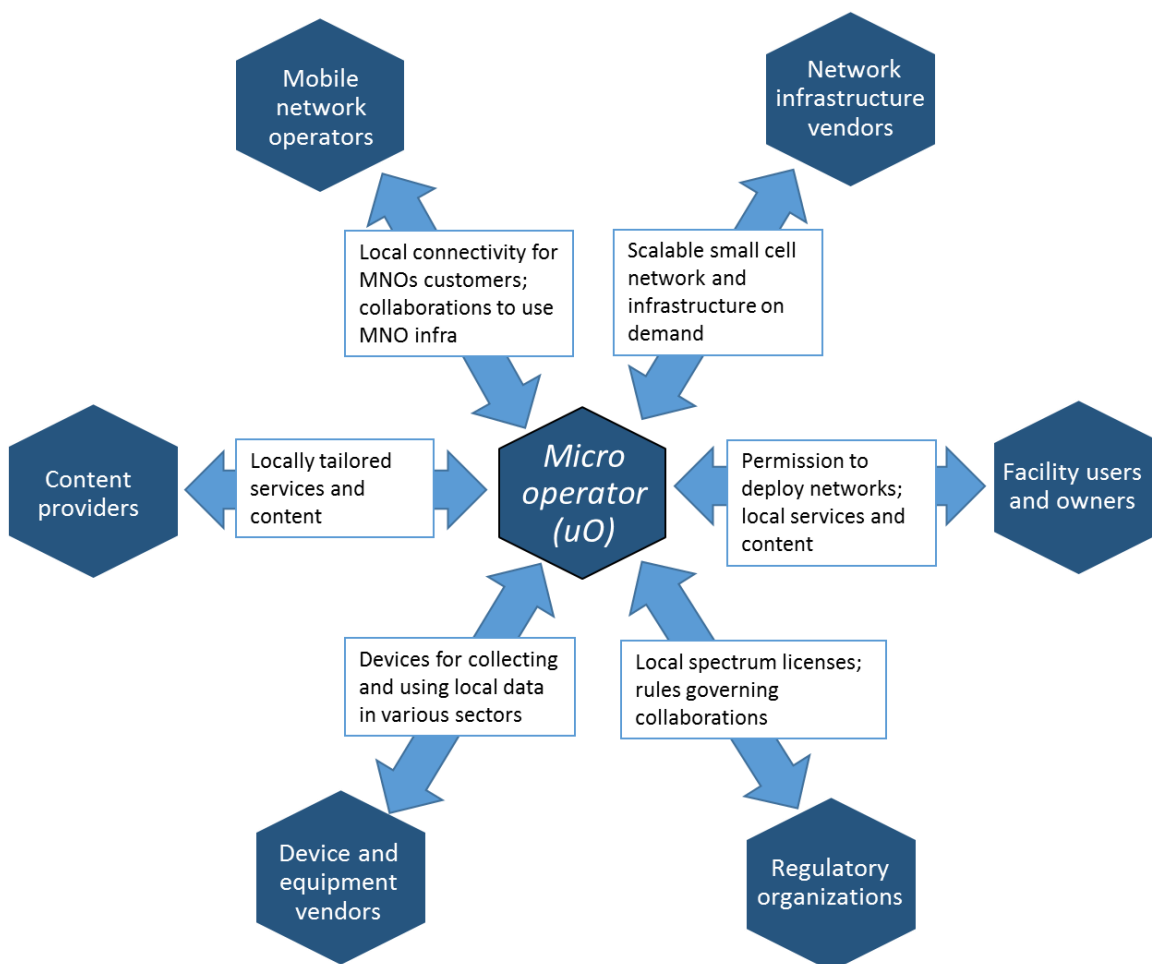 Mobile
network
operators
Network
infrastructure
vendors
Local connectivity for
MNOs customers;
collaborations to use
MNO infra
Scalable small cell
network and
infrastructure on
demand
Content
providers
Locally tailored
services and
content
Micro
operator
(uO)
Permission to
deploy networks;
local services and
content
Facility users
and owners
Devices for collecting
and using local data
in various sectors
Local spectrum licenses;
rules governing
collaborations
Device and
equipment
vendors
Regulatory
organizations